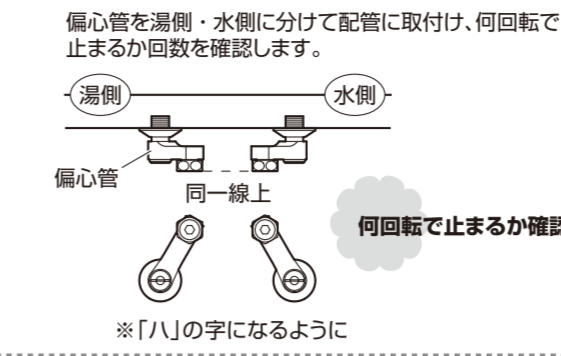 偏心管を湯側・水側に分けて配管に取付け、何回転で
止まるか回数を確認します。
湯側
水側
偏心管
同一線上
何回転で止まるか確認
※「ハ」の字になるように